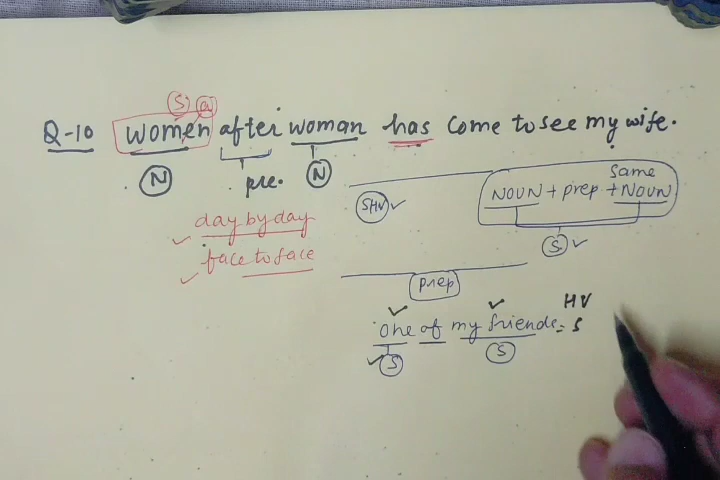 S a
Q-10 women after woman has come to see my wife.
N pre. N
same
NOUN + prep + NOUN
SHV
S
day by day
face to face
prep
HV
one of my friends = S
S S